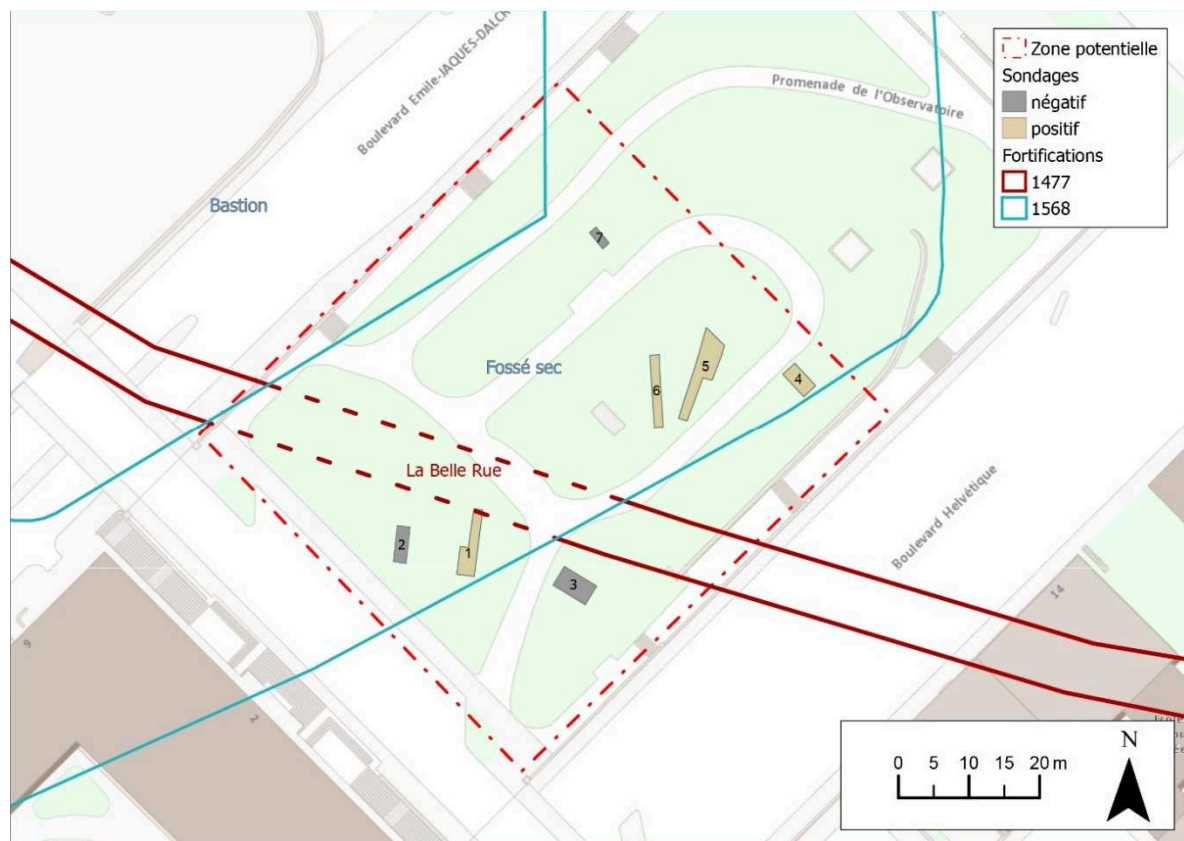 Boulevard Emile-JAQUES-DALCR
Promenade de l'Observatoire
Zone potentielle
Sondages
négatif
positif
Fortifications
1477
1568
Bastion
7
Fossé sec
6
5
4
La Belle Rue
2
1
3
Boulevard Helvétique
14
9
2
0 5 10 15 20 m
N